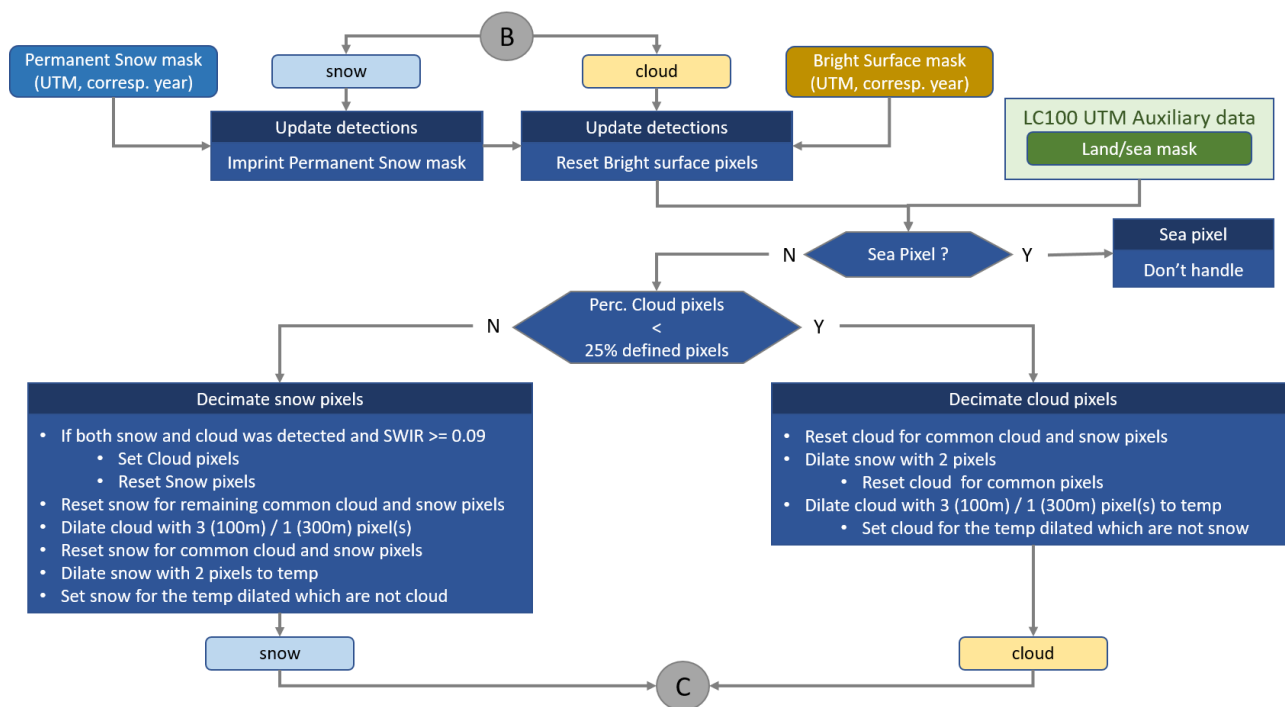 B
Permanent Snow mask
(UTM, corresp. year)
snow
cloud
Bright Surface mask
(UTM, corresp. year)
Update detections
Imprint Permanent Snow mask
Update detections
Reset Bright surface pixels
LC100 UTM Auxiliary data
Land/sea mask
N
Sea Pixel ?
Y
Sea pixel
Don't handle
N
Perc. Cloud pixels
<
25% defined pixels
Y
Decimate snow pixels
• If both snow and cloud was detected and SWIR >= 0.09
• Set Cloud pixels
• Reset Snow pixels
• Reset snow for remaining common cloud and snow pixels
• Dilate cloud with 3 (100m) / 1 (300m) pixel(s)
• Reset snow for common cloud and snow pixels
• Dilate snow with 2 pixels to temp
• Set snow for the temp dilated which are not cloud
Decimate cloud pixels
• Reset cloud for common cloud and snow pixels
• Dilate snow with 2 pixels
• Reset cloud  for common pixels
• Dilate cloud with 3 (100m) / 1 (300m) pixel(s) to temp
• Set cloud for the temp dilated which are not snow
snow
cloud
C